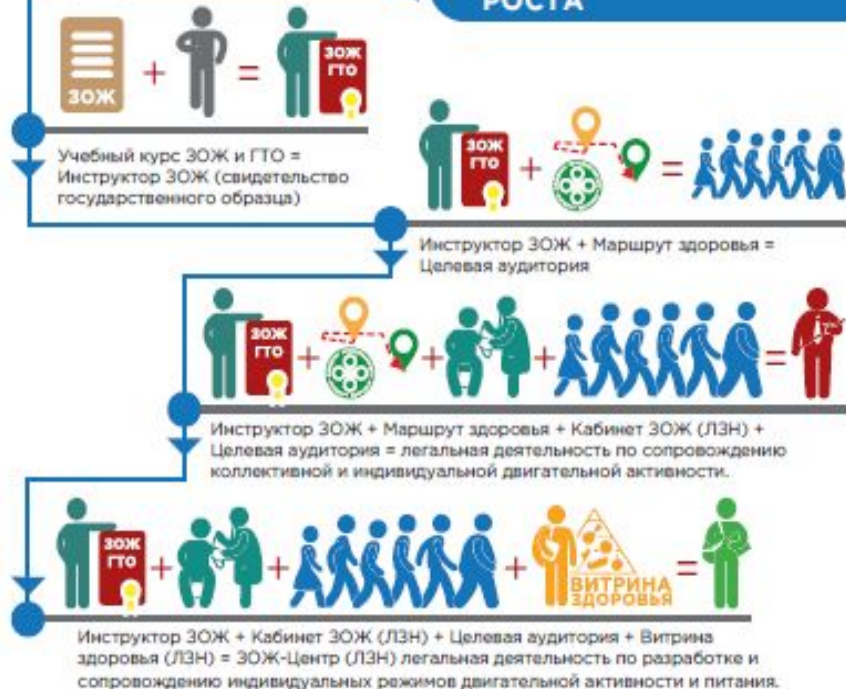 РОСТА
ЗОЖ
+
=
ЗОЖ
ГТО
Учебный курс ЗОЖ и ГТО =
Инструктор ЗОЖ (свидетельство
государственного образца)
ЗОЖ
ГТО
+
=
Инструктор ЗОЖ + Маршрут здоровья =
Целевая аудитория
ЗОЖ
ГТО
+
+
+
=
Инструктор ЗОЖ + Маршрут здоровья + Кабинет ЗОЖ (ЛЗН) +
Целевая аудитория = легальная деятельность по сопровождению
коллективной и индивидуальной двигательной активности.
ЗОЖ
ГТО
+
+
+
ВИТРИНА
ЗДОРОВЬЯ
=
Инструктор ЗОЖ + Кабинет ЗОЖ (ЛЗН) + Целевая аудитория + Витрина
здоровья (ЛЗН) = ЗОЖ-Центр (ЛЗН) легальная деятельность по разработке и
сопровождению индивидуальных режимов двигательной активности и питания.